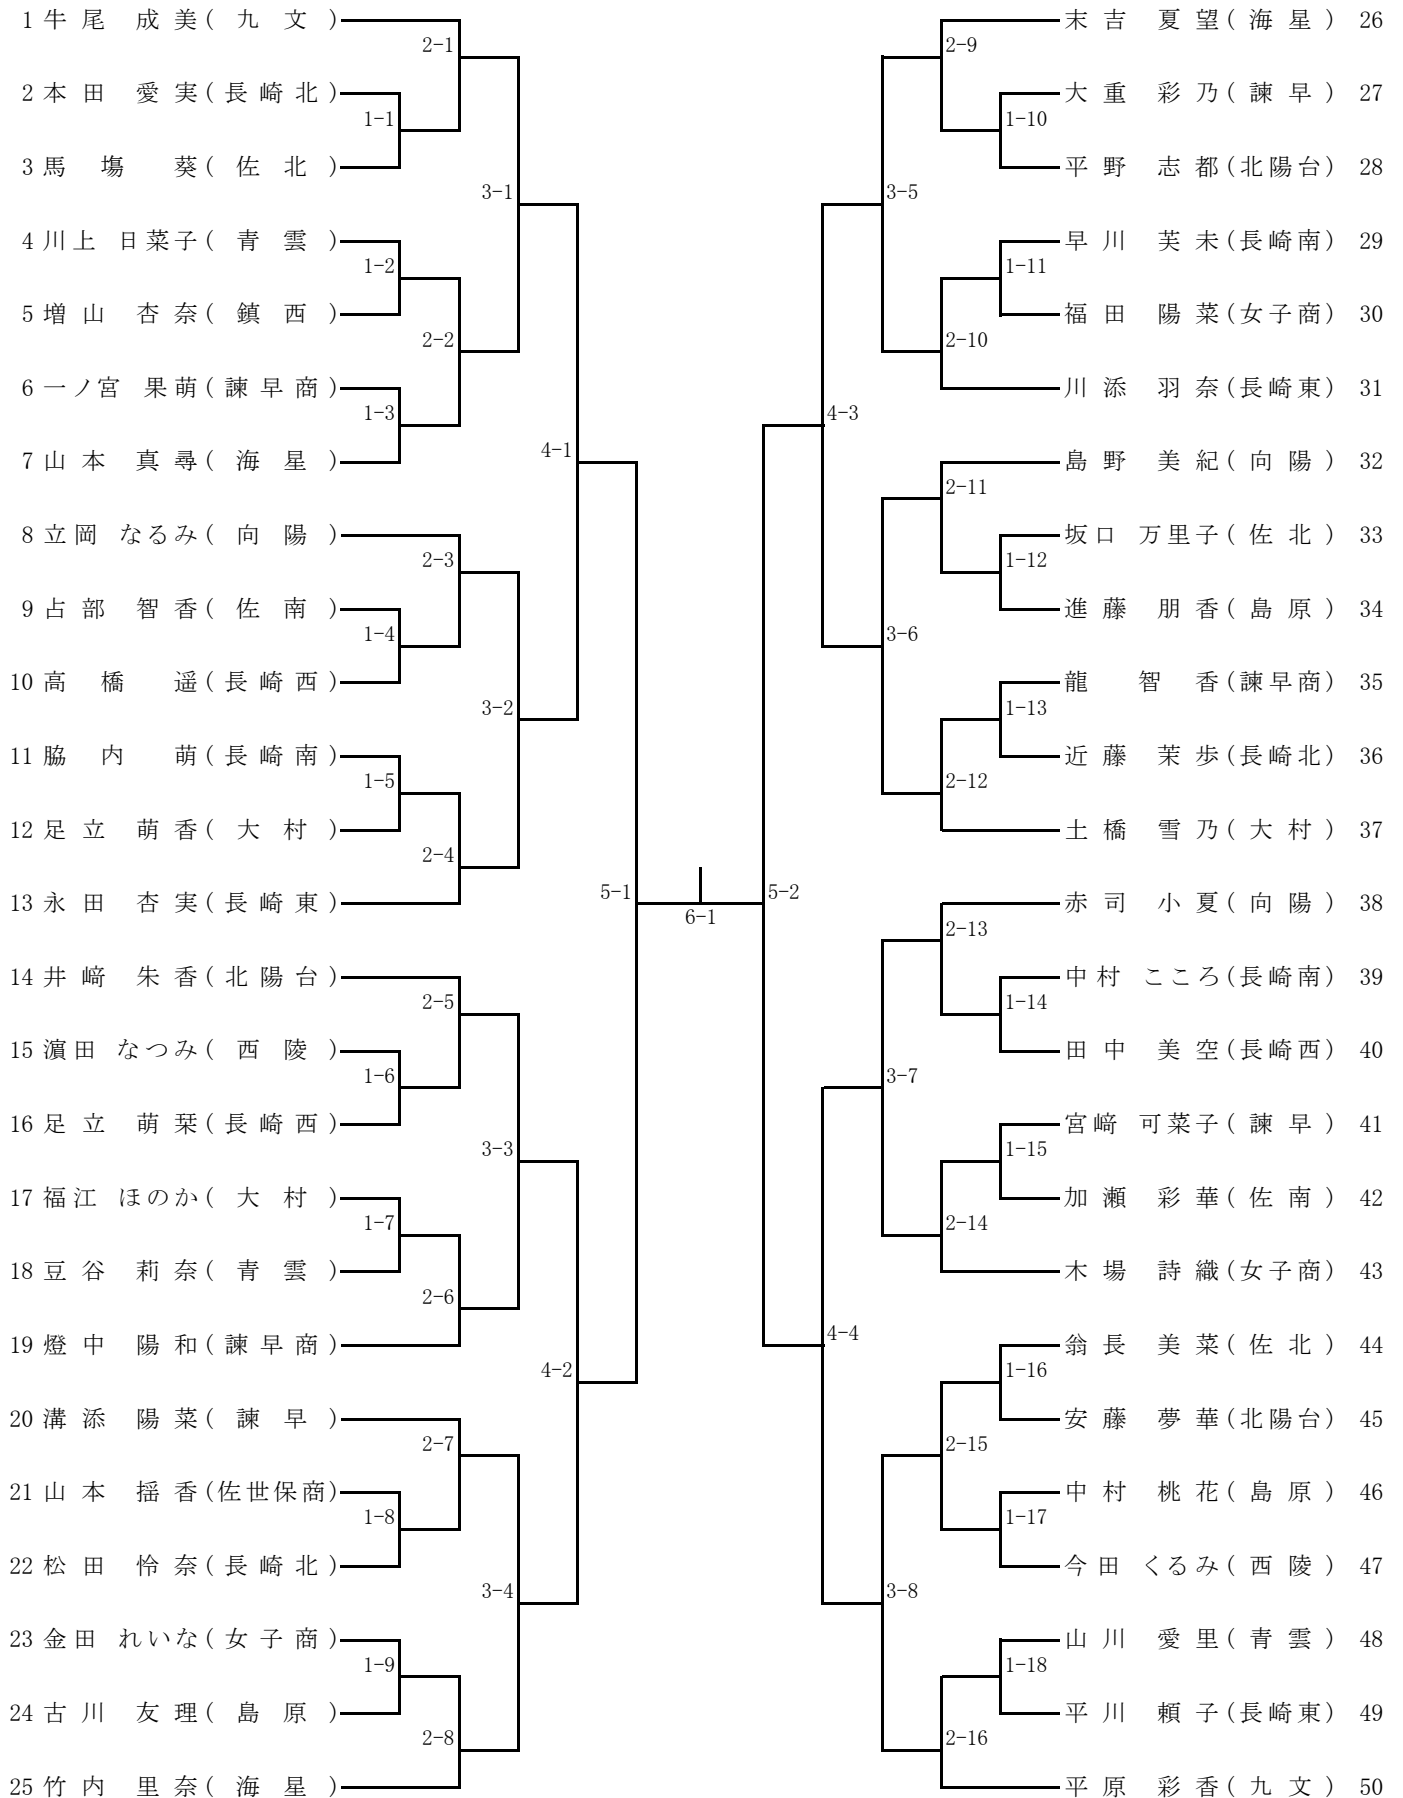 1 牛尾 成美(九文)
2-1
2 本田 愛実(長崎北)
1-1
3 馬塲 葵(佐北)
3-1
4 川上 日菜子(青雲)
1-2
5 増山 杏奈(鎮西)
2-2
6 一ノ宮 果萌(諫早商)
1-3
7 山本 真尋(海星)
4-1
8 立岡 なるみ(向陽)
2-3
9 占部 智香(佐南)
1-4
10 高橋 遥(長崎西)
3-2
11 脇内 萌(長崎南)
1-5
12 足立 萌香(大村)
2-4
13 永田 杏実(長崎東)
5-1
14 井﨑 朱香(北陽台)
2-5
15 濵田 なつみ(西陵)
1-6
16 足立 萌栞(長崎西)
3-3
17 福江 ほのか(大村)
1-7
18 豆谷 莉奈(青雲)
2-6
19 燈中 陽和(諫早商)
4-2
20 溝添 陽菜(諫早)
2-7
21 山本 揺香(佐世保商)
1-8
22 松田 怜奈(長崎北)
3-4
23 金田 れいな(女子商)
1-9
24 古川 友理(島原)
2-8
25 竹内 里奈(海星)
6-1
末吉 夏望(海星) 26
2-9
大重 彩乃(諫早) 27
1-10
平野 志都(北陽台) 28
3-5
早川 芙未(長崎南) 29
1-11
福田 陽菜(女子商) 30
2-10
川添 羽奈(長崎東) 31
4-3
島野 美紀(向陽) 32
2-11
坂口 万里子(佐北) 33
1-12
進藤 朋香(島原) 34
3-6
龍 智香(諫早商) 35
1-13
近藤 茉歩(長崎北) 36
2-12
土橋 雪乃(大村) 37
5-2
赤司 小夏(向陽) 38
2-13
中村 こころ(長崎南) 39
1-14
田中 美空(長崎西) 40
3-7
宮﨑 可菜子(諫早) 41
1-15
加瀬 彩華(佐南) 42
2-14
木場 詩織(女子商) 43
4-4
翁長 美菜(佐北) 44
1-16
安藤 夢華(北陽台) 45
2-15
中村 桃花(島原) 46
1-17
今田 くるみ(西陵) 47
3-8
山川 愛里(青雲) 48
1-18
平川 頼子(長崎東) 49
2-16
平原 彩香(九文) 50